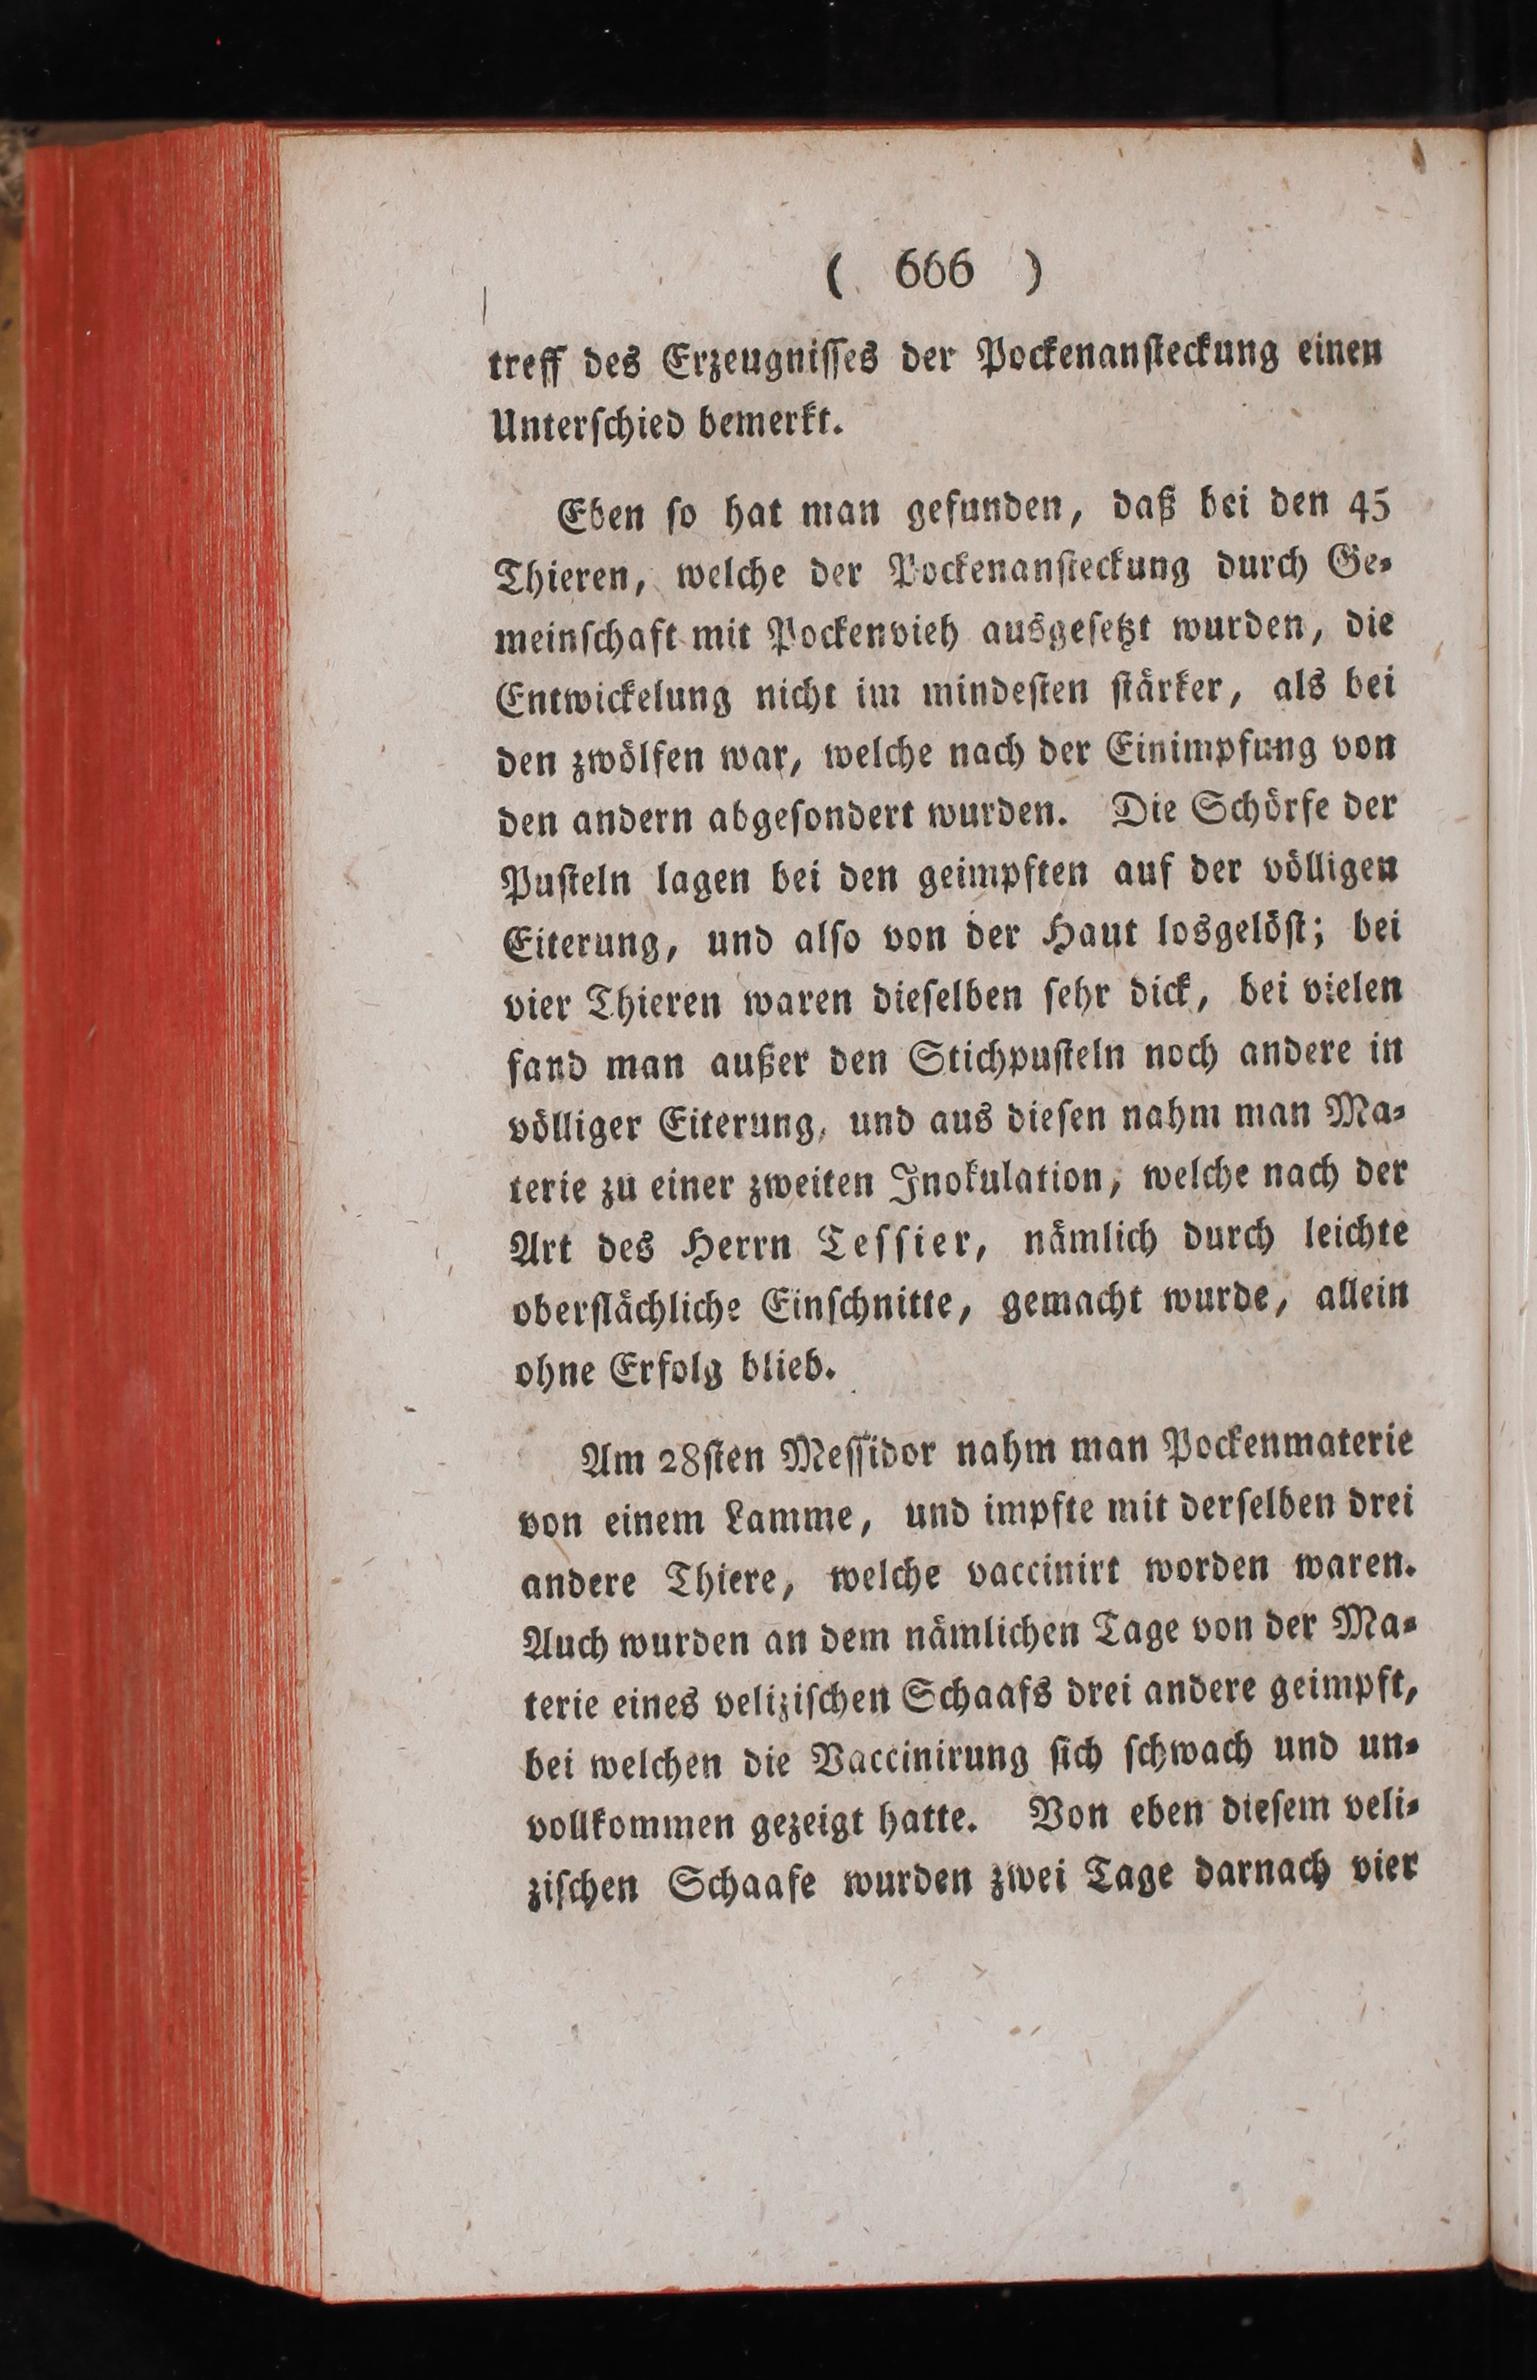 ( 666 )
treff des Erzeugniſſes der Pockenanſteckung einen
Unterſchied bemerkt.
Eben ſo hat man gefunden, daß bei den 45
Thieren, welche der Pockenanſteckung durch Ge⸗
meinſchaft mit Pockenvieh ausgeſetzt wurden, die
Entwickelung nicht im mindeſten ſtärker, als bei
den zwölfen war, welche nach der Einimpfung von
den andern abgeſondert wurden. Die Schörfe der
Puſteln lagen bei den geimpften auf der völligen
Eiterung, und alſo von der Haut losgelöſt; bei
vier Thieren waren dieſelben ſehr dick, bei vielen
fand man außer den Stichpuſteln noch andere in
völliger Eiterung, und aus dieſen nahm man Ma⸗
terie zu einer zweiten Inokulation, welche nach der
Art des Herrn Teſſier, nämlich durch leichte
oberflächliche Einſchnitte, gemacht wurde, allein
ohne Erfolg blieb.
Am 28ſten Meſſidor nahm man Pockenmaterie
von einem Lamme, und impfte mit derſelben drei
andere Thiere, welche vaccinirt worden waren.
Auch wurden an dem nämlichen Tage von der Ma⸗
terie eines veliziſchen Schaafs drei andere geimpft,
bei welchen die Vaccinirung ſich ſchwach und un⸗
vollkommen gezeigt hatte. Von eben dieſem veli⸗
ziſchen Schaafe wurden zwei Tage darnach vier